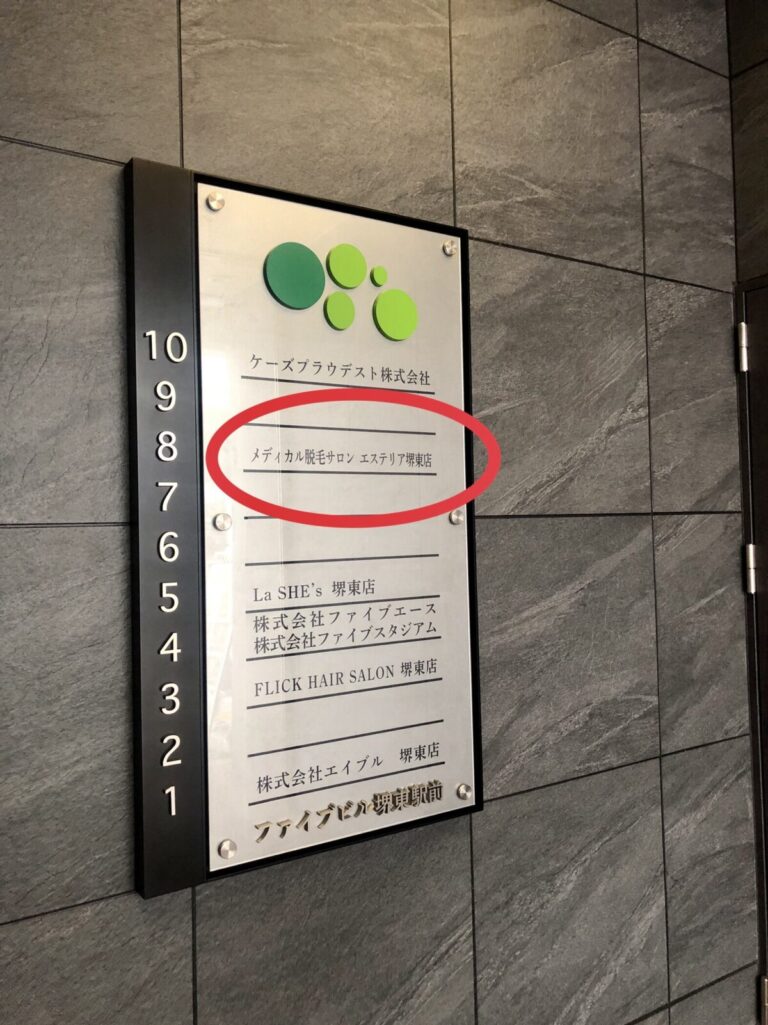 10 ケーズプラウデスト株式会社
9
8 メディカル脱毛サロン エステリア堺東店
7
6
5 La SHE's 堺東店
4 株式会社ファイブエース
株式会社ファイブスタジアム
3 FLICK HAIR SALON 堺東店
2
1 株式会社エイブル 堺東店
ファイブビル堺東駅前